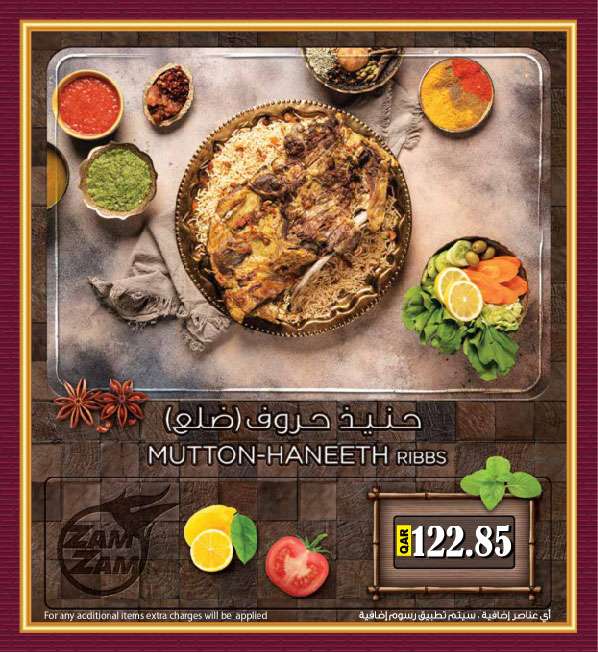 حنيذ حروف (ضلع)
MUTTON-HANEETH RIBBS
ZAM
ZAM
QAR 122.85
For any acditional items extra charges will be applied
أي عناصر إضافية ، سيتم تطبيق رسوم إضافية